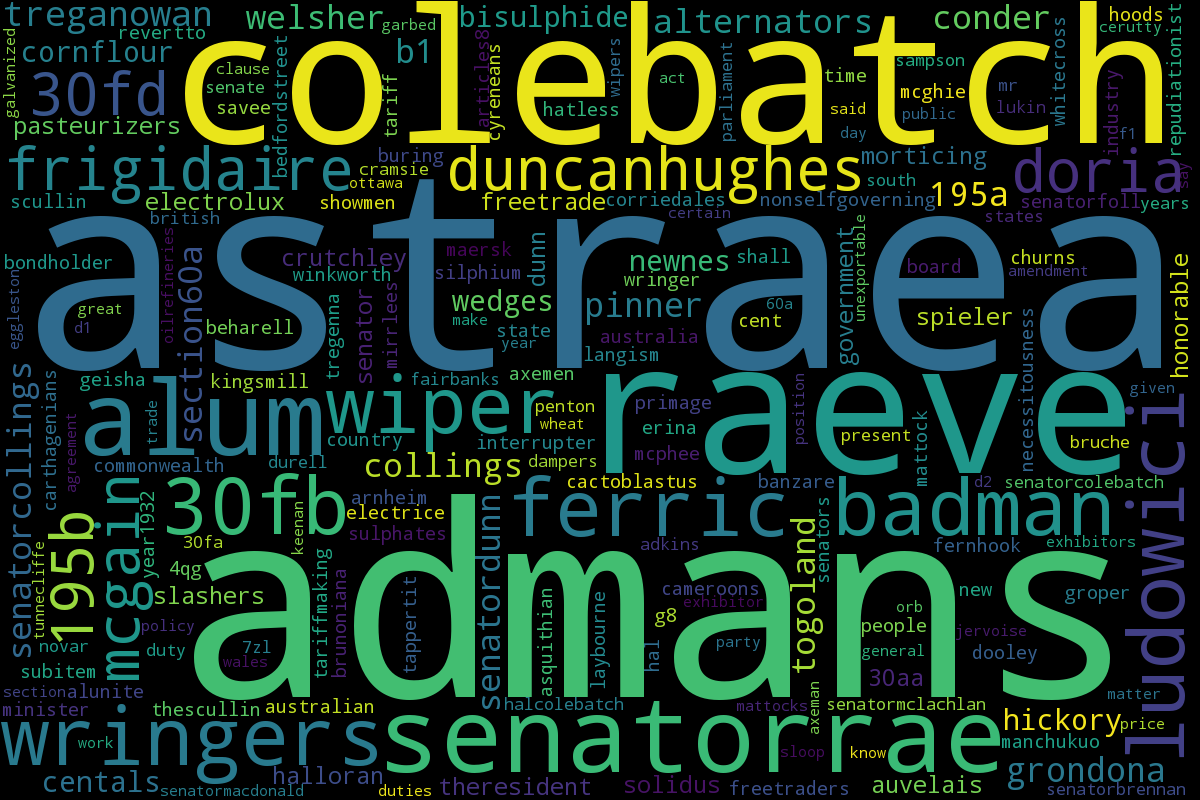 treganowan welsher garbed bisulphide alternators conder hoods
revertto cerutty
cornflour b1 colebatch
galvanized 30fd clause senate savee tariff bedfordstreet tarticles8 cyreneans hatless wipers act parliament time said sampson mcghie public mr lukin whitecross industry f1 repudiationist
pasteurizers day
frigidaire buring cramsie ottawa duncanhughes morticing south doria say
scullin electrolux showmen freetrade corriedales nonselfgoverning 195a senatorfoll years
british certain states
astraea
bondholder oilrefineries section60a crutchley winkworth maersk silphium dunn newnes wringer shall government unexportable board churns amendment honorable
great d1 beharell tregenna senator mirrlees wedges make state year pinner australia langism 60a cent spieler
eggleston necessitousness
geisha kingsmill fairbanks axemen raeve given
senatorcollings carthagenians alum trade wiper penton wheat primage erina mcphee position present mattock bruche ludowici
agreement country interrupter
commonwealth durell collings dampers cactoblastus banzare d2 senatorcolebatch
195b mcgain year1932 30fb arnheim electrice sulphates keenan senatordunn ferric adkins senators badman fernhook exhibitors
30fa
tunnecliffe 4qg slashers tariffmaking brunoniana tappertit admans asquithian laybourne cameroons exhibitor g8 hal togoland orb people general new groper
novar policy duty 7zl wales party jervoise dooley
subitem 30aa
section alunite
minister thescullin australian halcolebatch mattocks axeman senatormclachlan matter
wringers work senatorrae sloop know hickory price manchukuo
centals halloran theresident solidus auvelais grondona
senatormacdonald duties freetraders senatorbrennan